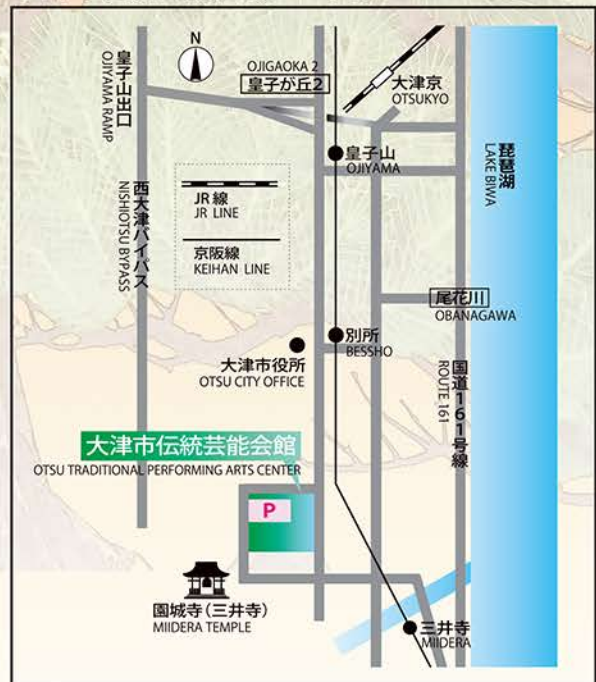 N
OJIGAOKA 2
皇子が丘2
大津京
OTSUKYO
皇子山出口
OJIYAMA RAMP
皇子山
OJIYAMA
琵琶湖
LAKE BIWA
JR線
JR LINE
京阪線
KEIHAN LINE
西大津バイパス
NISHIOTSU BYPASS
尾花川
OBANAGAWA
別所
BESSHO
大津市役所
OTSU CITY OFFICE
国道161号線
ROUTE 161
大津市伝統芸能会館
OTSU TRADITIONAL PERFORMING ARTS CENTER
P
園城寺(三井寺)
MIIDERA TEMPLE
三井寺
MIIDERA